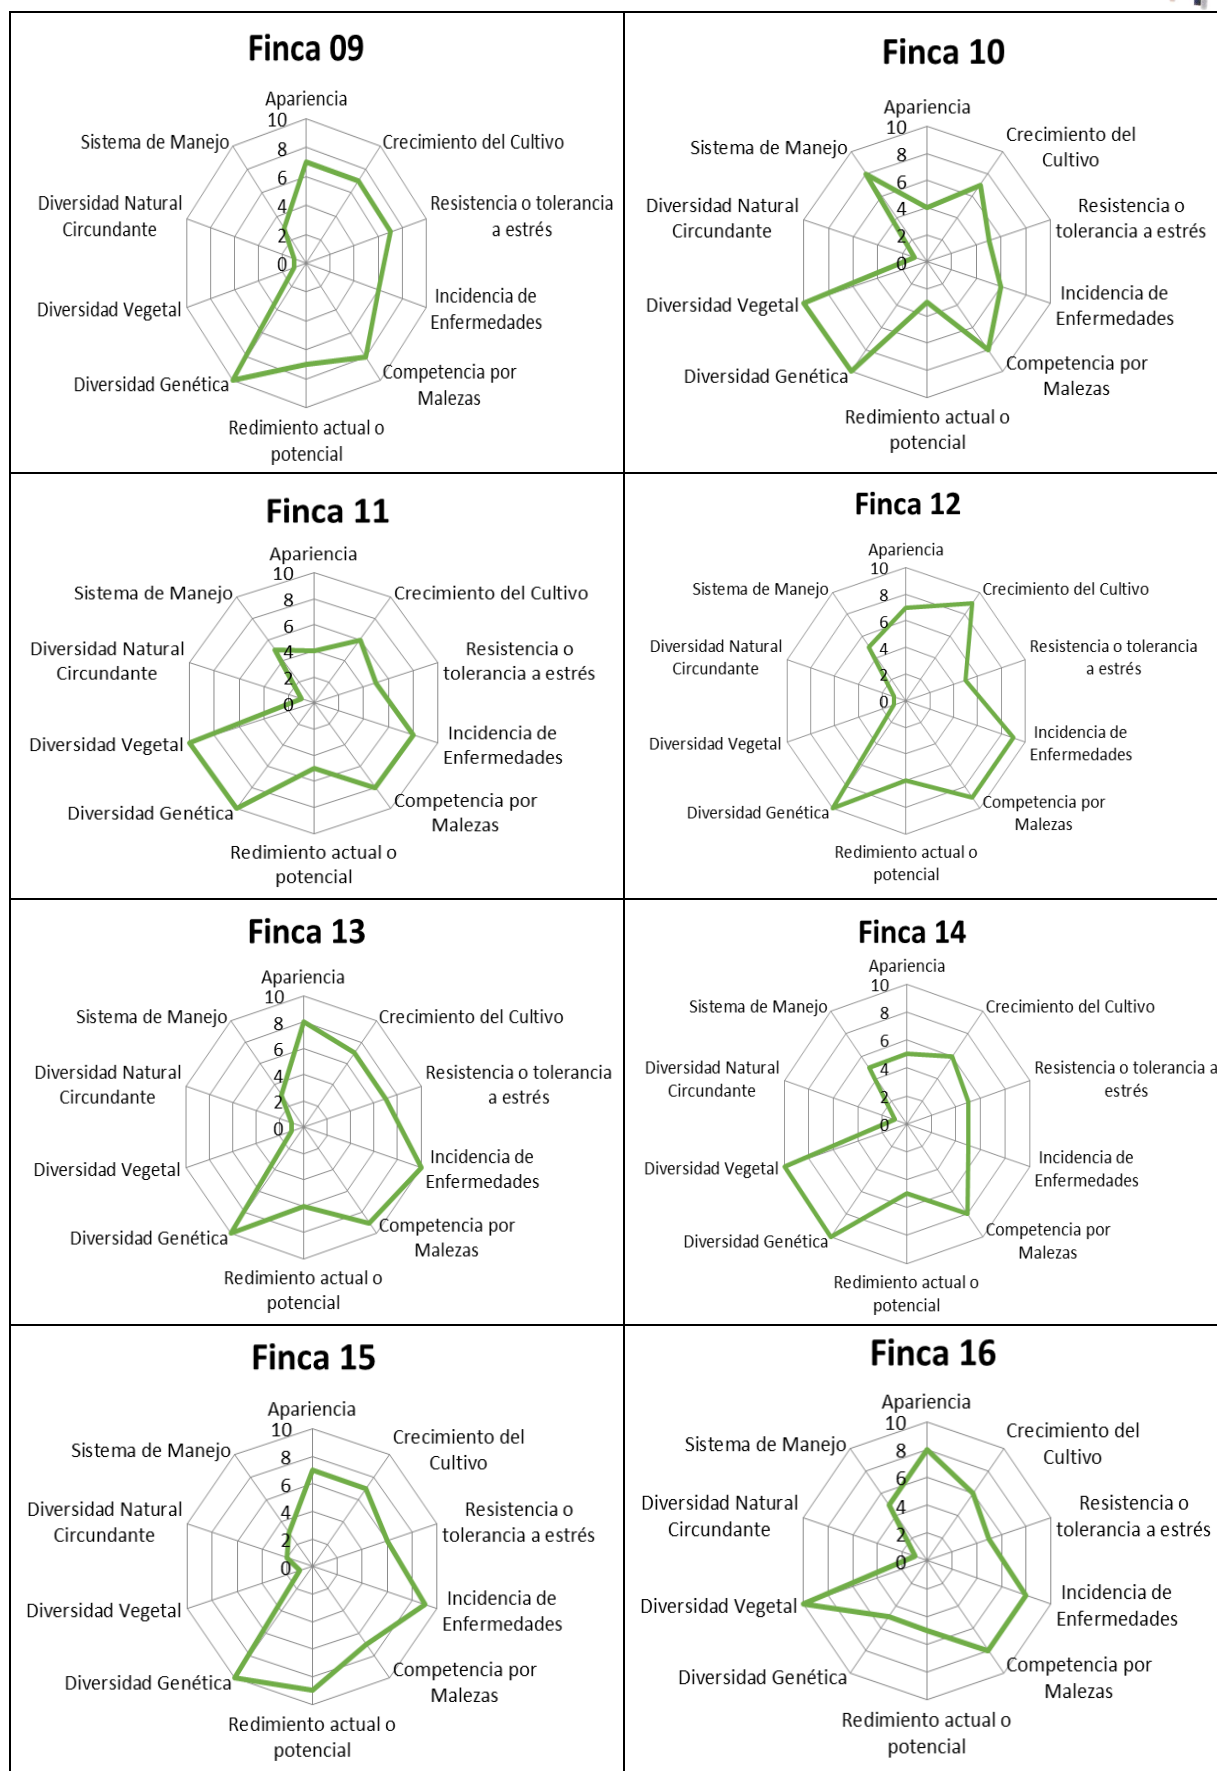 Finca 09
Apariencia
10
8
6
4
2
0
Crecimiento del Cultivo
Resistencia o tolerancia
a estrés
Incidencia de
Enfermedades
Competencia por
Malezas
Redimiento actual o
potencial
Diversidad Genética
Diversidad Vegetal
Diversidad Natural
Circundante
Sistema de Manejo
Finca 10
Apariencia
10
8
6
4
2
0
Crecimiento del
Cultivo
Resistencia o
tolerancia a estrés
Incidencia de
Enfermedades
Competencia por
Malezas
Redimiento actual o
potencial
Diversidad Genética
Diversidad Vegetal
Diversidad Natural
Circundante
Sistema de Manejo
Finca 11
Apariencia
10
8
6
4
2
0
Crecimiento del Cultivo
Resistencia o
tolerancia a estrés
Incidencia de
Enfermedades
Competencia por
Malezas
Redimiento actual o
potencial
Diversidad Genética
Diversidad Vegetal
Diversidad Natural
Circundante
Sistema de Manejo
Finca 12
Apariencia
10
8
6
4
2
0
Crecimiento del Cultivo
Resistencia o tolerancia
a estrés
Incidencia de
Enfermedades
Competencia por
Malezas
Redimiento actual o
potencial
Diversidad Genética
Diversidad Vegetal
Diversidad Natural
Circundante
Sistema de Manejo
Finca 13
Apariencia
10
8
6
4
2
0
Crecimiento del Cultivo
Resistencia o tolerancia
a estrés
Incidencia de
Enfermedades
Competencia por
Malezas
Redimiento actual o
potencial
Diversidad Genética
Diversidad Vegetal
Diversidad Natural
Circundante
Sistema de Manejo
Finca 14
Apariencia
10
8
6
4
2
0
Crecimiento del Cultivo
Resistencia o tolerancia a
estrés
Incidencia de
Enfermedades
Competencia por
Malezas
Redimiento actual o
potencial
Diversidad Genética
Diversidad Vegetal
Diversidad Natural
Circundante
Sistema de Manejo
Finca 15
Apariencia
10
8
6
4
2
0
Crecimiento del
Cultivo
Resistencia o
tolerancia a estrés
Incidencia de
Enfermedades
Competencia por
Malezas
Redimiento actual o
potencial
Diversidad Genética
Diversidad Vegetal
Diversidad Natural
Circundante
Sistema de Manejo
Finca 16
Apariencia
10
8
6
4
2
0
Crecimiento del
Cultivo
Resistencia o
tolerancia a estrés
Incidencia de
Enfermedades
Competencia por
Malezas
Redimiento actual o
potencial
Diversidad Genética
Diversidad Vegetal
Diversidad Natural
Circundante
Sistema de Manejo